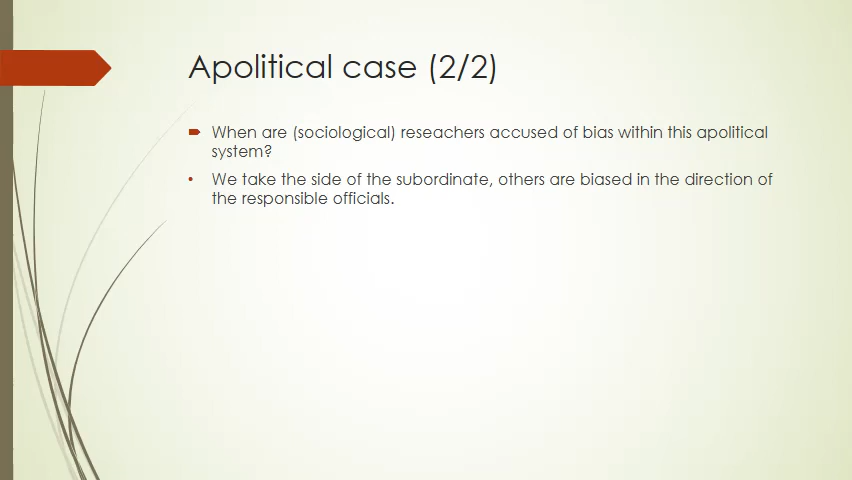 Apolitical case (2/2)
When are (sociological) reseachers accused of bias within this apolitical
system?
We take the side of the subordinate, others are biased in the direction of
the responsible officials.